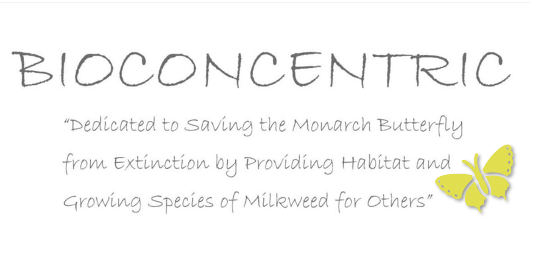 BIOCONCENTRIC
“Dedicated to Saving the Monarch Butterfly
from Extinction by Providing Habitat and
Growing Species of Milkweed for Others”